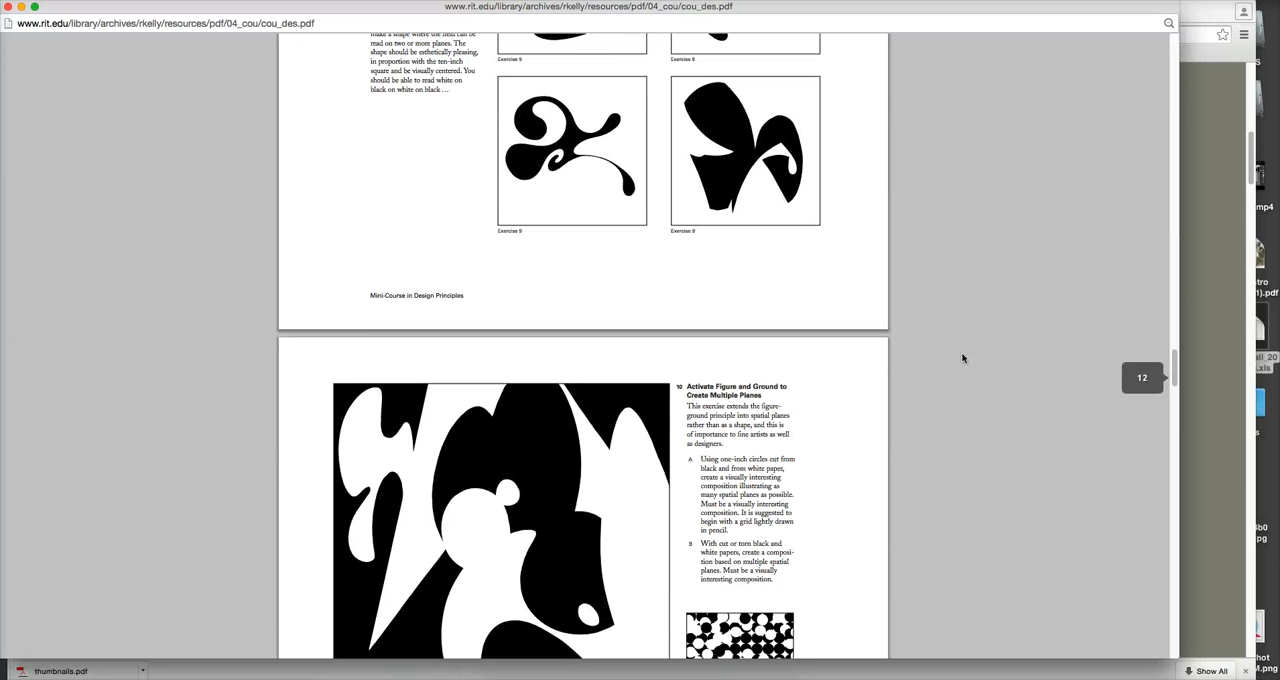 www.rit.edu/library/archives/rkelly/resources/pdf/04_cou/cou_des.pdf
www.rit.edu/library/archives/rkelly/resources/pdf/04_cou/cou_des.pdf
make a shape where the field can be
read on two or more planes. The
shape should be esthetically pleasing,
in proportion with the ten-inch
square and be visually centered. You
should be able to read white on
black on white on black …
Exercise 9
Exercise 9
Exercise 9
Exercise 9
Mini-Course in Design Principles
12
10 Activate Figure and Ground to
Create Multiple Planes
This exercise extends the figure-
ground principle into spatial planes
rather than as a shape, and this is
of importance to fine artists as well
as designers.
A Using one-inch circles cut from
black and from white paper,
create a visually interesting
composition illustrating as
many spatial planes as possible.
Must be a visually interesting
composition. It is suggested to
begin with a grid lightly drawn
in pencil.
B With cut or torn black and
white papers, create a composi-
tion based on multiple spatial
planes. Must be a visually
interesting composition.
mp4
tro
).pdf
all_20
.xls
4b0
pg
hot
M.png
thumbnails.pdf
Show All